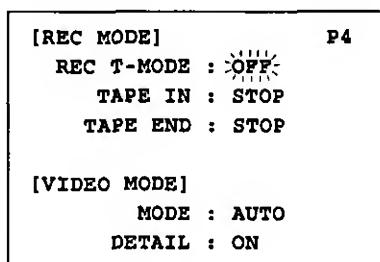 [REC MODE] P4
REC T-MODE : OFF
TAPE IN : STOP
TAPE END : STOP
[VIDEO MODE]
MODE : AUTO
DETAIL : ON